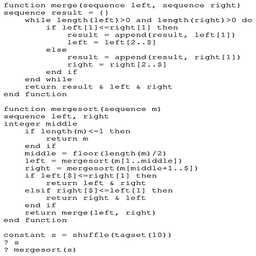 function merge(sequence left, sequence right)
sequence result = {}
while length(left)>0 and length(right)>0 do
if left[1]<=right[1] then
result = append(result, left[1])
left = left[2..$]
else
result = append(result, right[1])
right = right[2..$]
end if
end while
return result & left & right
end function
function mergesort(sequence m)
sequence left, right
integer middle
if length(m)<=1 then
return m
end if
middle = floor(length(m)/2)
left = mergesort(m[1..middle])
right = mergesort(m[middle+1..$])
if left[$]<=right[1] then
return left & right
elsif right[$]<=left[1] then
return right & left
end if
return merge(left, right)
end function
constant s = shuffle(tagset(10))
? s
? mergesort(s)